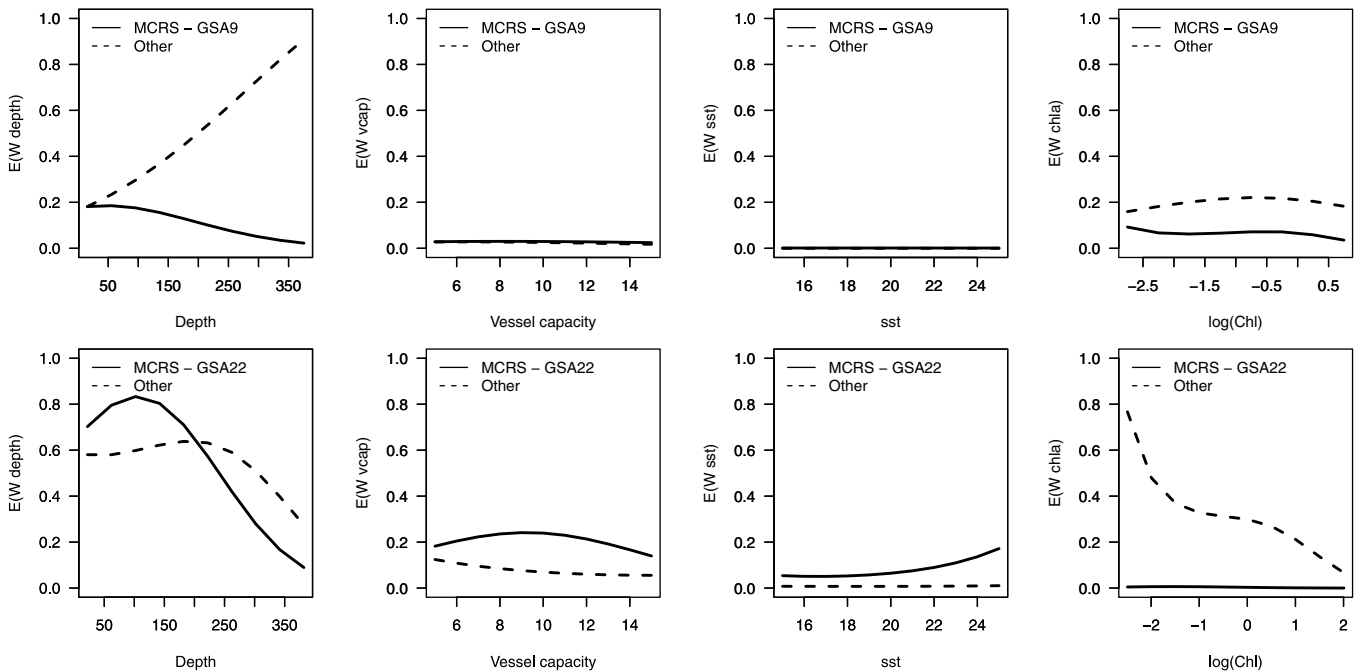 MCRS − GSA9
Other
E(W depth)
1.0
0.8
0.6
0.4
0.2
0.0
50 150 250 350
Depth
MCRS − GSA9
Other
E(W vcap)
1.0
0.8
0.6
0.4
0.2
0.0
6 8 10 12 14
Vessel capacity
MCRS − GSA9
Other
E(W sst)
1.0
0.8
0.6
0.4
0.2
0.0
16 18 20 22 24
sst
MCRS − GSA9
Other
E(W chla)
1.0
0.8
0.6
0.4
0.2
0.0
−2.5 −1.5 −0.5 0.5
log(Chl)
MCRS − GSA22
Other
E(W depth)
1.0
0.8
0.6
0.4
0.2
0.0
50 150 250 350
Depth
MCRS − GSA22
Other
E(W vcap)
1.0
0.8
0.6
0.4
0.2
0.0
6 8 10 12 14
Vessel capacity
MCRS − GSA22
Other
E(W sst)
1.0
0.8
0.6
0.4
0.2
0.0
16 18 20 22 24
sst
MCRS − GSA22
Other
E(W chla)
1.0
0.8
0.6
0.4
0.2
0.0
−2 −1 0 1 2
log(Chl)